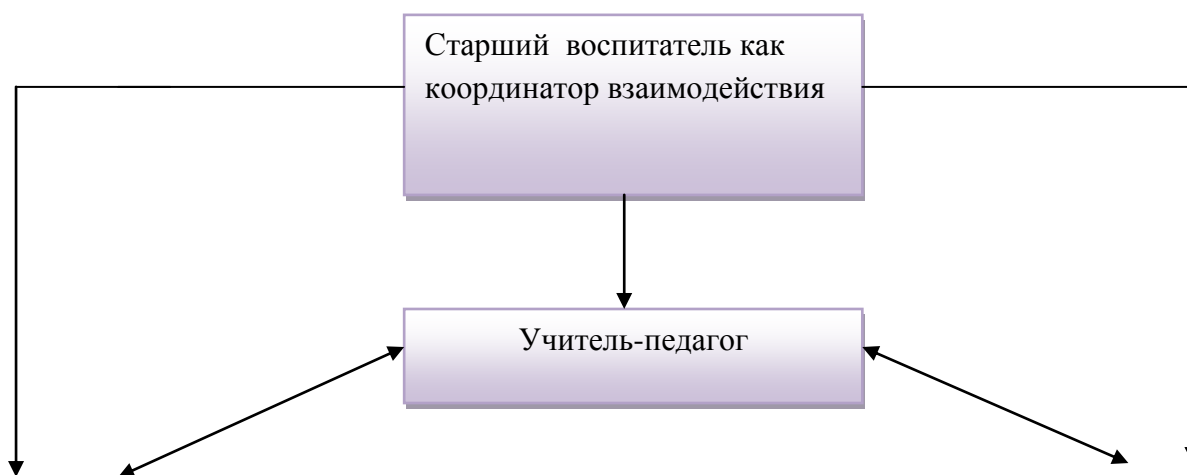 Старший  воспитатель как
координатор взаимодействия
Учитель-педагог